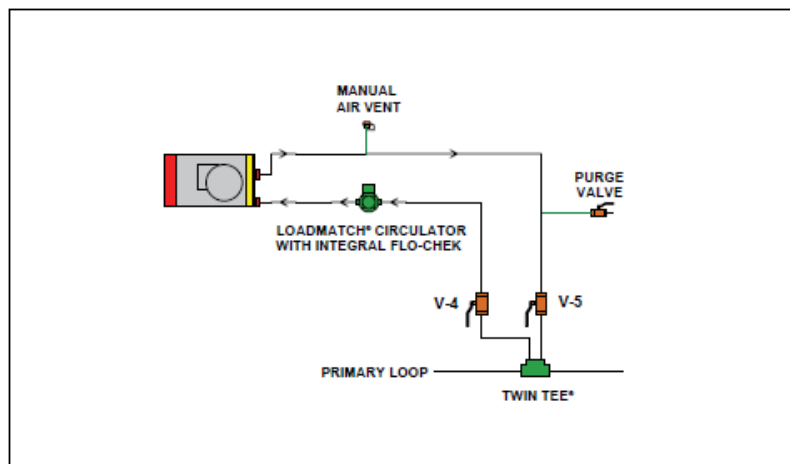 MANUAL
AIR VENT
PURGE
VALVE
LOADMATCH® CIRCULATOR
WITH INTEGRAL FLO-CHEK
V-4
V-5
PRIMARY LOOP
TWIN TEE®